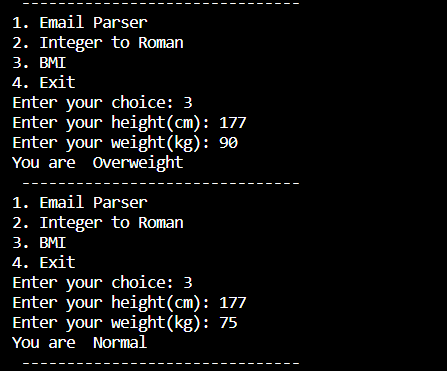 -------------------------------
1. Email Parser
2. Integer to Roman
3. BMI
4. Exit
Enter your choice: 3
Enter your height(cm): 177
Enter your weight(kg): 90
You are  Overweight
-------------------------------
1. Email Parser
2. Integer to Roman
3. BMI
4. Exit
Enter your choice: 3
Enter your height(cm): 177
Enter your weight(kg): 75
You are  Normal
-------------------------------